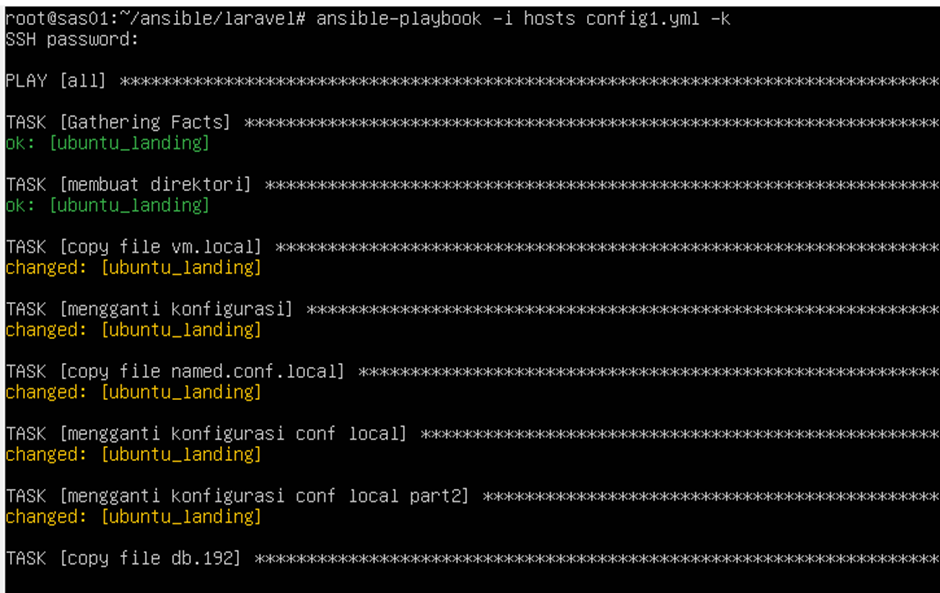 root@sas01:~/ansible/laravel# ansible-playbook -i hosts config1.yml -k
SSH password:
PLAY [all] *******************************************************************************
TASK [Gathering Facts] *******************************************************************
ok: [ubuntu_landing]
TASK [membuat direktori] *****************************************************************
ok: [ubuntu_landing]
TASK [copy file vm.local] ****************************************************************
changed: [ubuntu_landing]
TASK [mengganti konfigurasi] *************************************************************
changed: [ubuntu_landing]
TASK [copy file named.conf.local] ********************************************************
changed: [ubuntu_landing]
TASK [mengganti konfigurasi conf local] **************************************************
changed: [ubuntu_landing]
TASK [mengganti konfigurasi conf local part2] ********************************************
changed: [ubuntu_landing]
TASK [copy file db.192] ******************************************************************